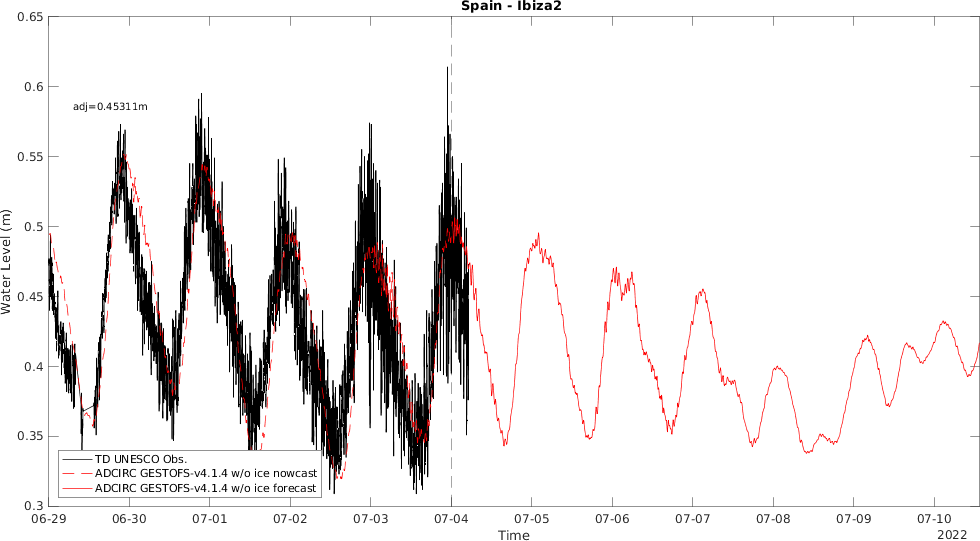 Spain - Ibiza2
0.65
0.6
0.55
0.5
0.45
0.4
0.35
0.3
Water Level (m)
adj=0.45311m
TD UNESCO Obs.
ADCIRC GESTOFS-v4.1.4 w/o ice nowcast
ADCIRC GESTOFS-v4.1.4 w/o ice forecast
06-29 06-30 07-01 07-02 07-03 07-04 07-05 07-06 07-07 07-08 07-09 07-10
Time
2022